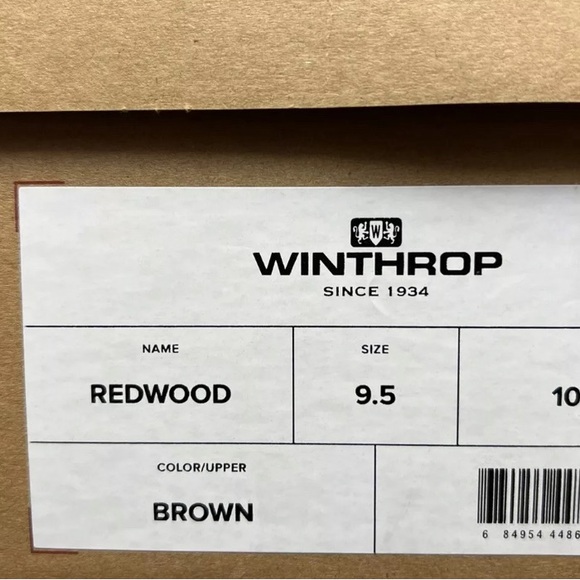 W
WINTHROP
SINCE 1934
NAME SIZE
REDWOOD 9.5 10
COLOR/UPPER
BROWN
6 84954 4486